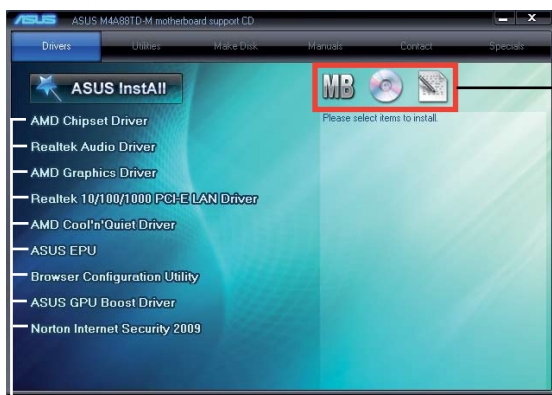 ASUS ASUS M4A88TD-M motherboard support CD
Drivers Utilities Make Disk Manuals Contact Specials
ASUS InstAll
MB
Please select items to install.
AMD Chipset Driver
Realtek Audio Driver
AMD Graphics Driver
Realtek 10/100/1000 PCI-E LAN Driver
AMD Cool'n'Quiet Driver
ASUS EPU
Browser Configuration Utility
ASUS GPU Boost Driver
Norton Internet Security 2009